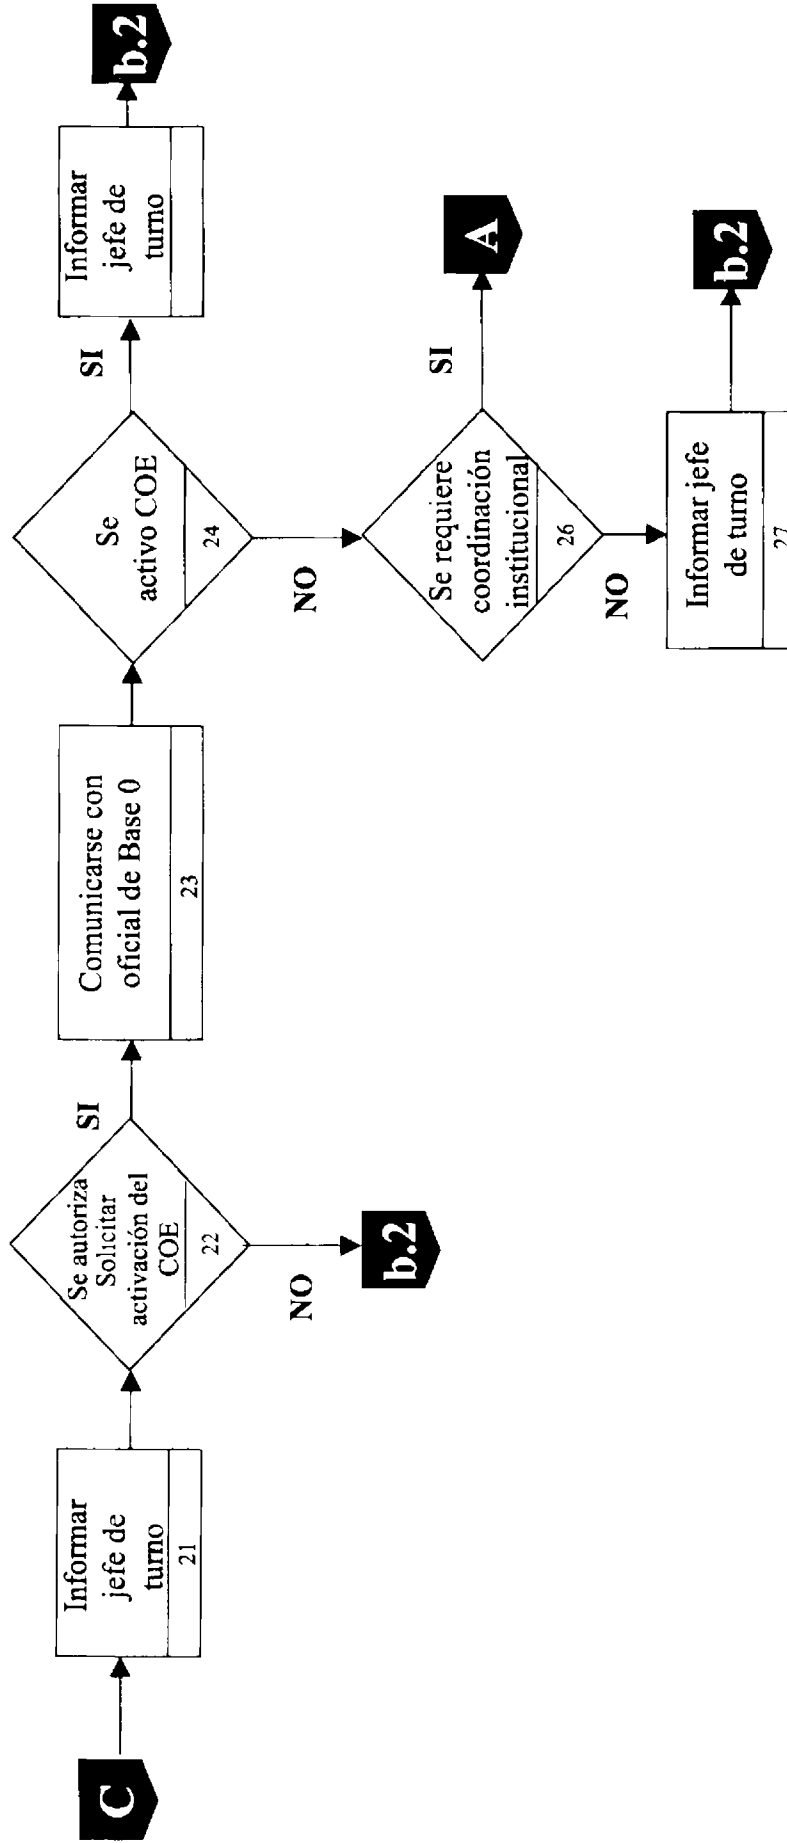 C
Informar
jefe de
turno
21
Se autoriza
Solicitar
activación del
COE
22
SI
NO
b.2
Comunicarse con
oficial de Base 0
23
Se
activo COE
24
SI
Informar
jefe de
turno
b.2
NO
Se requiere
coordinación
institucional
26
SI
A
NO
Informar jefe
de turno
27
b.2